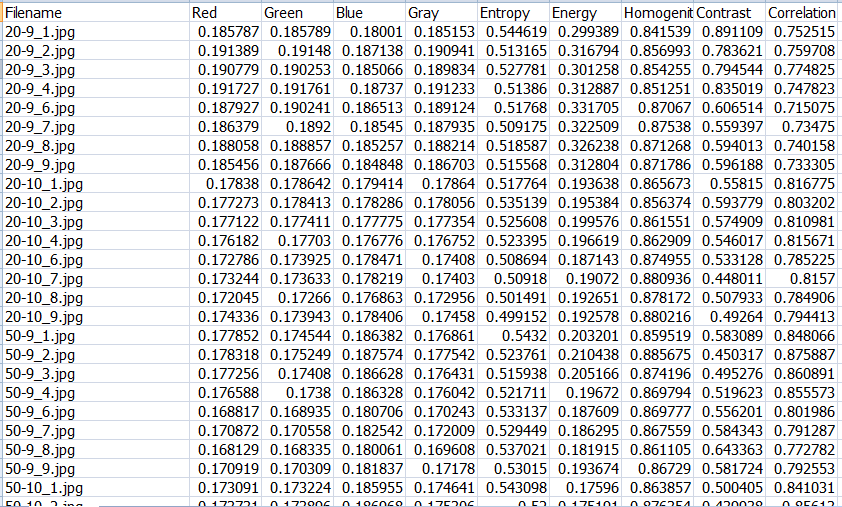 Filename Red Green Blue Gray Entropy Energy Homogenit Contrast Correlation
20-9_1.jpg 0.185787 0.185789 0.18001 0.185153 0.544619 0.299389 0.841539 0.891109 0.752515
20-9_2.jpg 0.191389 0.19148 0.187138 0.190941 0.513165 0.316794 0.856993 0.783621 0.759708
20-9_3.jpg 0.190779 0.190253 0.185066 0.189834 0.527781 0.301258 0.854255 0.794544 0.774825
20-9_4.jpg 0.191727 0.191761 0.18737 0.191233 0.51386 0.312887 0.851251 0.835019 0.747823
20-9_6.jpg 0.187927 0.190241 0.186513 0.189124 0.51768 0.331705 0.87067 0.606514 0.715075
20-9_7.jpg 0.186379 0.1892 0.18545 0.187935 0.509175 0.322509 0.87538 0.559397 0.73475
20-9_8.jpg 0.188058 0.188857 0.185257 0.188214 0.518587 0.326238 0.871268 0.594013 0.740158
20-9_9.jpg 0.185456 0.187666 0.184848 0.186703 0.515568 0.312804 0.871786 0.596188 0.733305
20-10_1.jpg 0.17838 0.178642 0.179414 0.17864 0.517764 0.193638 0.865673 0.55815 0.816775
20-10_2.jpg 0.177273 0.178413 0.178286 0.178056 0.535139 0.195384 0.856374 0.593779 0.803202
20-10_3.jpg 0.177122 0.177411 0.177775 0.177354 0.525608 0.199576 0.861551 0.574909 0.810981
20-10_4.jpg 0.176182 0.17703 0.176776 0.176752 0.523395 0.196619 0.862909 0.546017 0.815671
20-10_6.jpg 0.172786 0.173925 0.178471 0.17408 0.508694 0.187143 0.874955 0.533128 0.785225
20-10_7.jpg 0.173244 0.173633 0.178219 0.17403 0.50918 0.19072 0.880936 0.448011 0.8157
20-10_8.jpg 0.172045 0.17266 0.176863 0.172956 0.501491 0.192651 0.878172 0.507933 0.784906
20-10_9.jpg 0.174336 0.173943 0.178406 0.17458 0.499152 0.192578 0.880216 0.49264 0.794413
50-9_1.jpg 0.177852 0.174544 0.186382 0.176861 0.5432 0.203201 0.859519 0.583089 0.848066
50-9_2.jpg 0.178318 0.175249 0.187574 0.177542 0.523761 0.210438 0.885675 0.450317 0.875887
50-9_3.jpg 0.177256 0.17408 0.186628 0.176431 0.515938 0.205166 0.874196 0.495276 0.860891
50-9_4.jpg 0.176588 0.1738 0.186328 0.176042 0.521711 0.19672 0.869794 0.519623 0.855573
50-9_6.jpg 0.168817 0.168935 0.180706 0.170243 0.533137 0.187609 0.869777 0.556201 0.801986
50-9_7.jpg 0.170872 0.170558 0.182542 0.172009 0.529449 0.186295 0.867559 0.584343 0.791287
50-9_8.jpg 0.168129 0.168335 0.180061 0.169608 0.537021 0.181915 0.861105 0.643363 0.772782
50-9_9.jpg 0.170919 0.170309 0.181837 0.17178 0.53015 0.193674 0.86729 0.581724 0.792553
50-10_1.jpg 0.173091 0.173224 0.185955 0.174641 0.543098 0.17596 0.863857 0.500405 0.841031